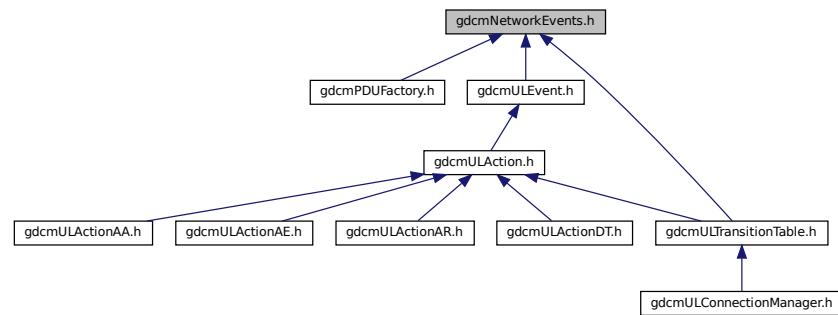 gdcmNetworkEvents.h
gdcmPDUFactory.h
gdcmULEvent.h
gdcmULAction.h
gdcmULActionAA.h
gdcmULActionAE.h
gdcmULActionAR.h
gdcmULActionDT.h
gdcmULTransitionTable.h
gdcmULConnectionManager.h